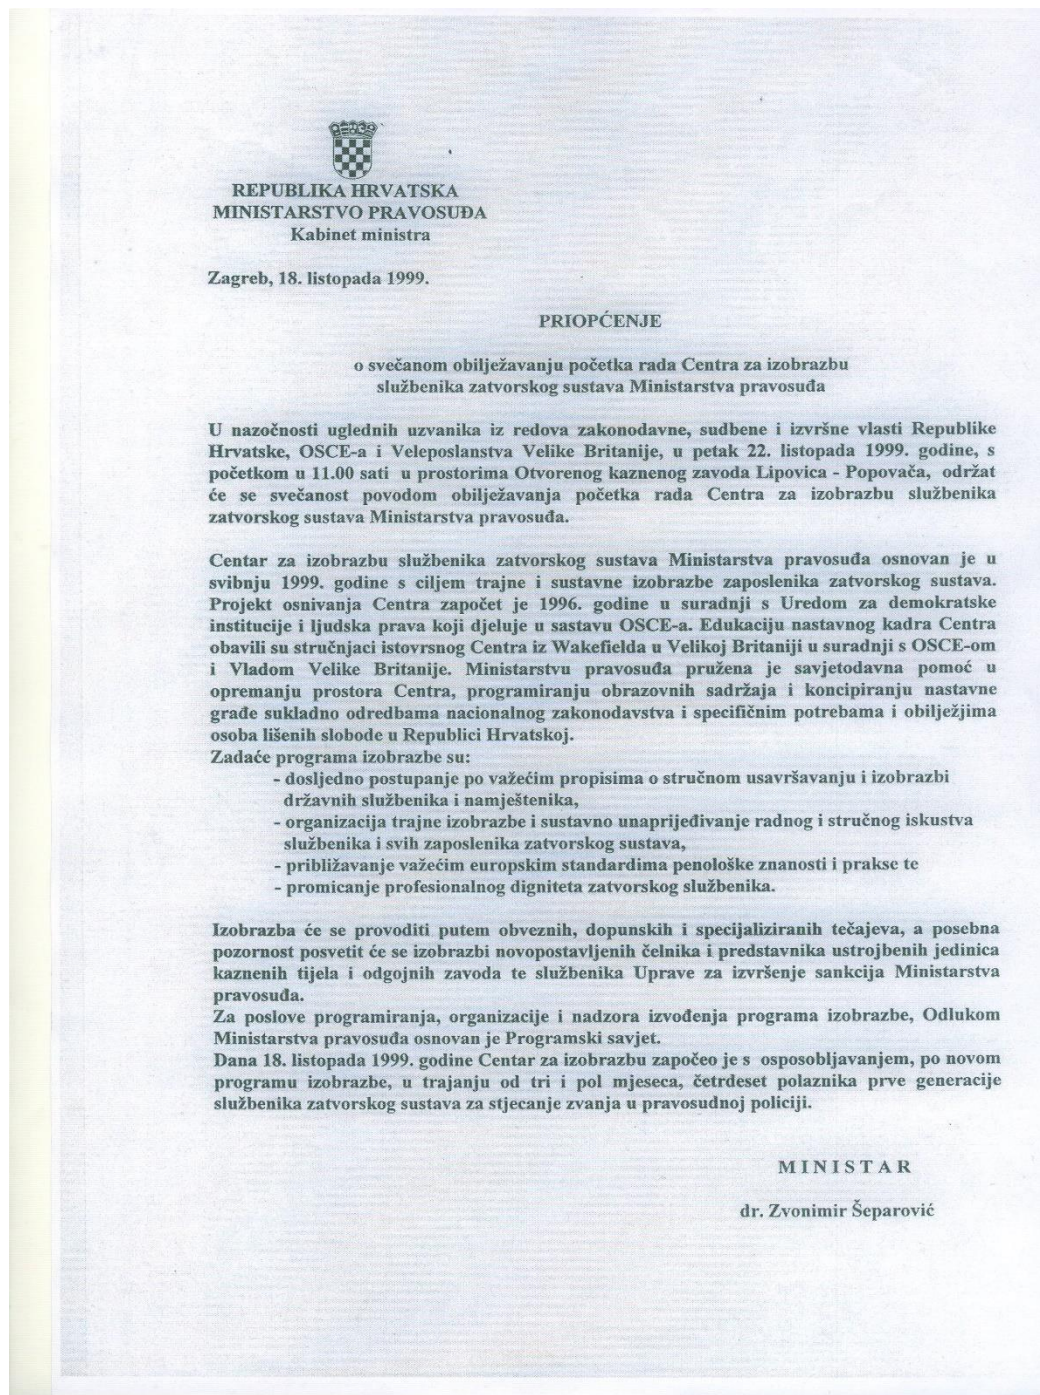 REPUBLIKA HRVATSKA
MINISTARSTVO PRAVOSUĐA
Kabinet ministra
Zagreb, 18. listopada 1999.
PRIOPĆENJE
o svečanom obilježavanju početka rada Centra za izobrazbu
službenika zatvorskog sustava Ministarstva pravosuđa
U nazočnosti uglednih uzvanika iz redova zakonodavne, sudbene i izvršne vlasti Republike
Hrvatske, OSCE-a i Veleposlanstva Velike Britanije, u petak 22. listopada 1999. godine, s
početkom u 11.00 sati u prostorima Otvorenog kaznenog zavoda Lipovica - Popovača, održat
će se svečanost povodom obilježavanja početka rada Centra za izobrazbu službenika
zatvorskog sustava Ministarstva pravosuđa.
Centar za izobrazbu službenika zatvorskog sustava Ministarstva pravosuđa osnovan je u
svibnju 1999. godine s ciljem trajne i sustavne izobrazbe zaposlenika zatvorskog sustava.
Projekt osnivanja Centra započet je 1996. godine u suradnji s Uredom za demokratske
institucije i ljudska prava koji djeluje u sastavu OSCE-a. Edukaciju nastavnog kadra Centra
obavili su stručnjaci istovrsnog Centra iz Wakefielda u Velikoj Britaniji u suradnji s OSCE-om
i Vladom Velike Britanije. Ministarstvu pravosuđa pružena je savjetodavna pomoć u
opremanju prostora Centra, programiranju obrazovnih sadržaja i koncipiranju nastavne
građe sukladno odredbama nacionalnog zakonodavstva i specifičnim potrebama i obilježjima
osoba lišenih slobode u Republici Hrvatskoj.
Zadaće programa izobrazbe su:
- dosljedno postupanje po važećim propisima o stručnom usavršavanju i izobrazbi
državnih službenika i namještenika,
- organizacija trajne izobrazbe i sustavno unaprijeđivanje radnog i stručnog iskustva
službenika i svih zaposlenika zatvorskog sustava,
- približavanje važećim europskim standardima penološke znanosti i prakse te
- promicanje profesionalnog digniteta zatvorskog službenika.
Izobrazba će se provoditi putem obveznih, dopunskih i specijaliziranih tečajeva, a posebna
pozornost posvetit će se izobrazbi novopostavljenih čelnika i predstavnika ustrojbenih jedinica
kaznenih tijela i odgojnih zavoda te službenika Uprave za izvršenje sankcija Ministarstva
pravosuđa.
Za poslove programiranja, organizacije i nadzora izvođenja programa izobrazbe, Odlukom
Ministarstva pravosuđa osnovan je Programski savjet.
Dana 18. listopada 1999. godine Centar za izobrazbu započeo je s osposobljavanjem, po novom
programu izobrazbe, u trajanju od tri i pol mjeseca, četrdeset polaznika prve generacije
službenika zatvorskog sustava za stjecanje zvanja u pravosudnoj policiji.
M I N I S T A R
dr. Zvonimir Šeparović